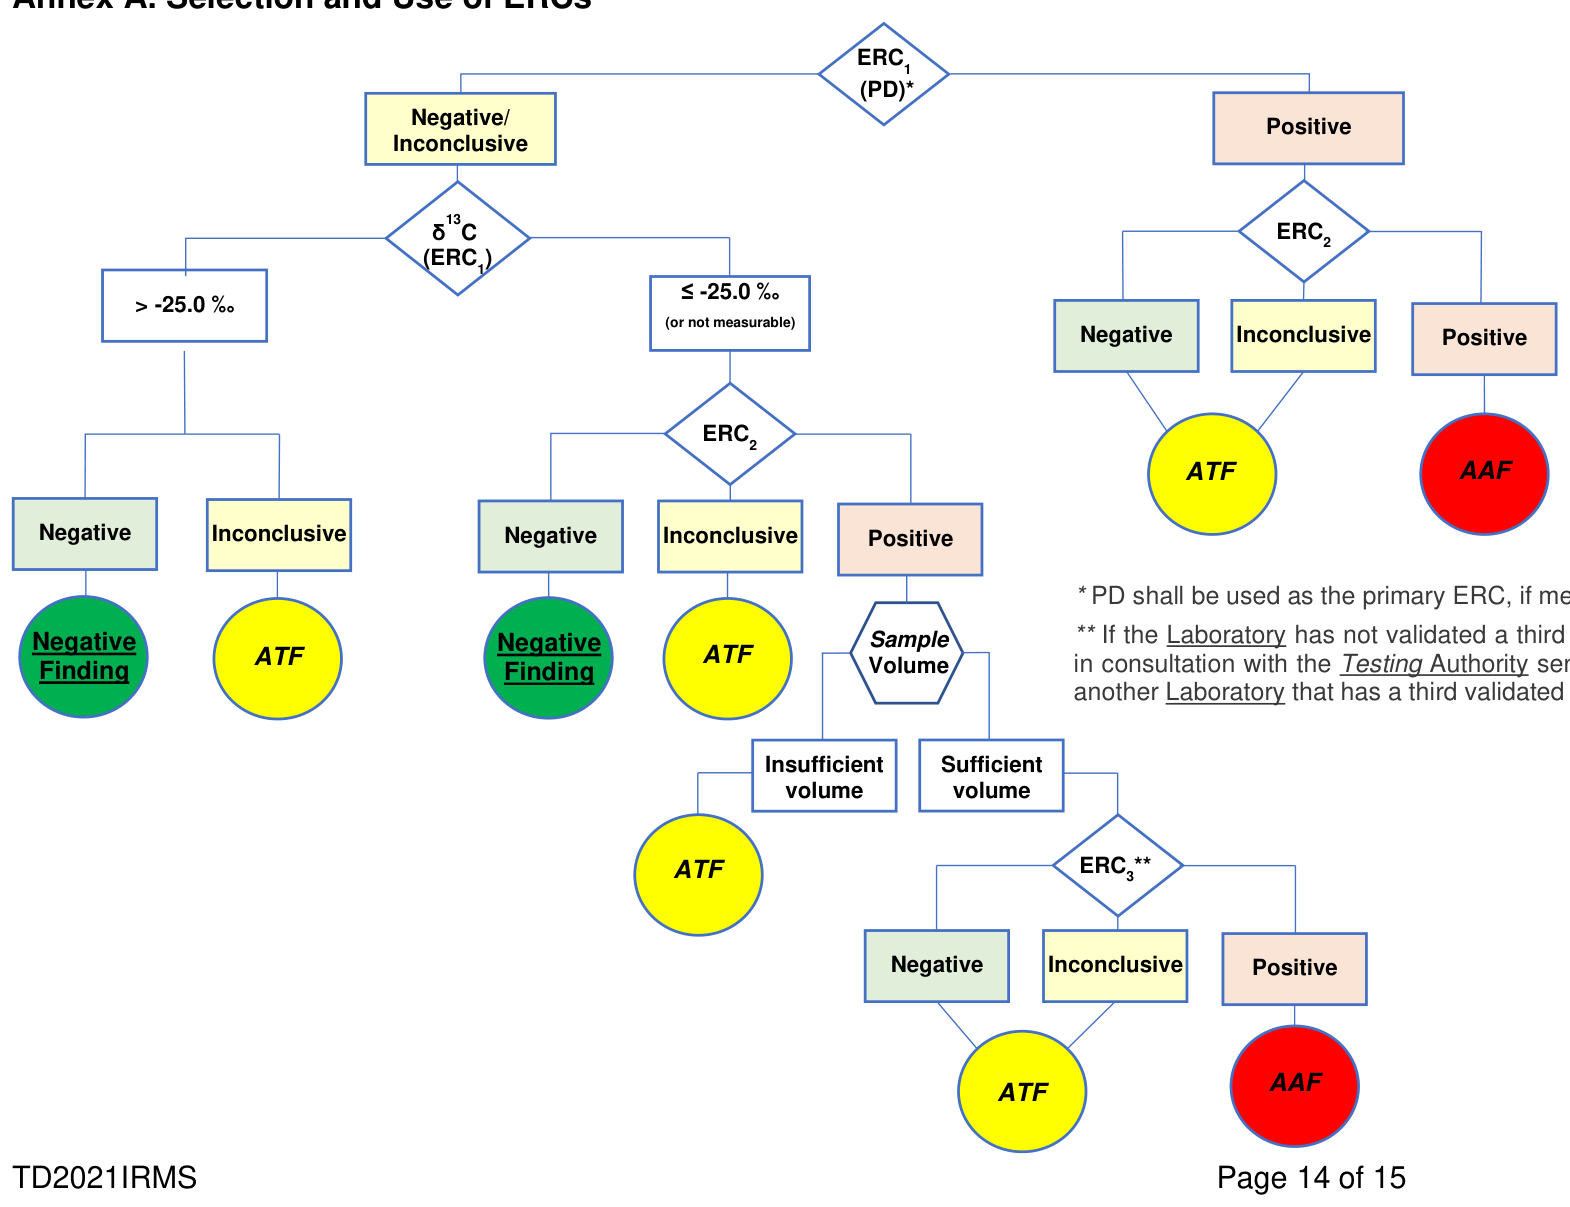 Annex A: Selection and Use of ERCs
ERC1
(PD)*
Negative/
Inconclusive
Positive
δ13C
(ERC1)
ERC2
> -25.0 ‰
≤ -25.0 ‰
(or not measurable)
Negative
Inconclusive
Positive
ERC2
ATF
AAF
Negative
Inconclusive
Negative
Inconclusive
Positive
Negative
Finding
ATF
Negative
Finding
ATF
Sample
Volume
* PD shall be used as the primary ERC, if
** If the Laboratory has not validated a third
in consultation with the Testing Authority
another Laboratory that has a third validated
Insufficient
volume
Sufficient
volume
ATF
ERC3**
Negative
Inconclusive
Positive
ATF
AAF
TD2021IRMS
Page 14 of 15